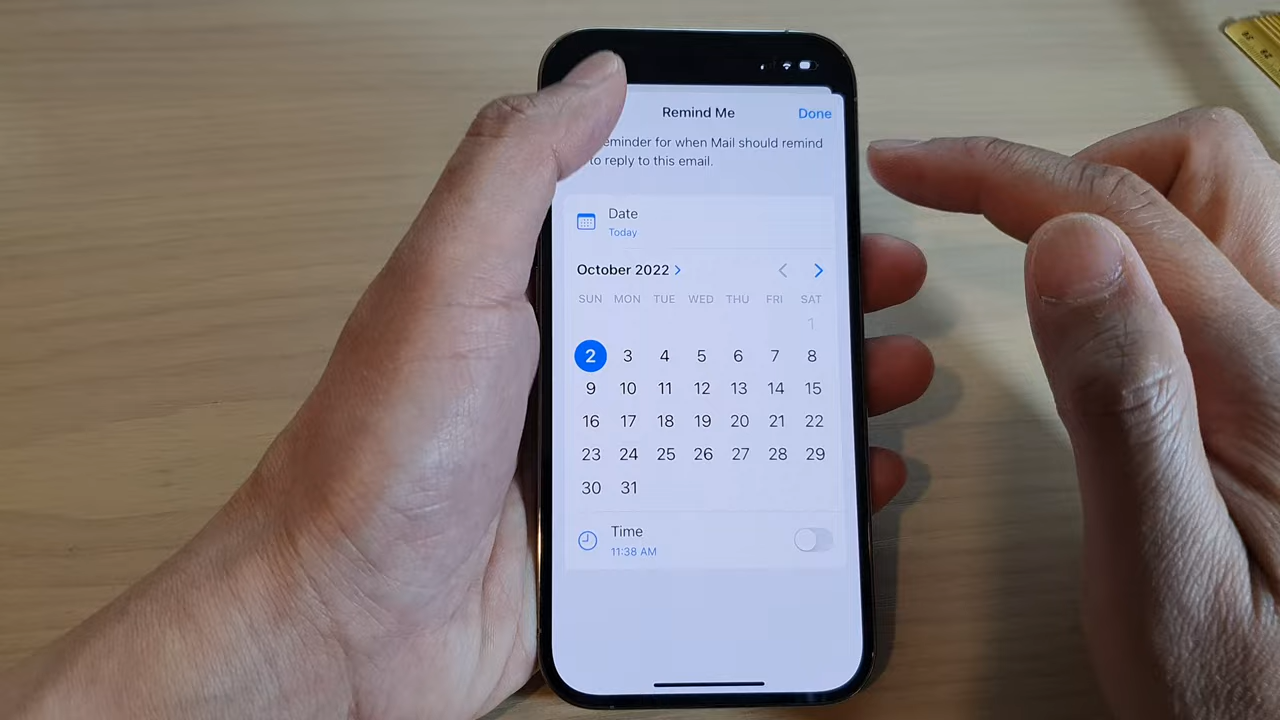 Remind Me Done
eminder for when Mail should remind
to reply to this email.
Date
Today
October 2022
SUN MON TUE WED THU FRI SAT
1
2 3 4 5 6 7 8
9 10 11 12 13 14 15
16 17 18 19 20 21 22
23 24 25 26 27 28 29
30 31
Time
11:38 AM